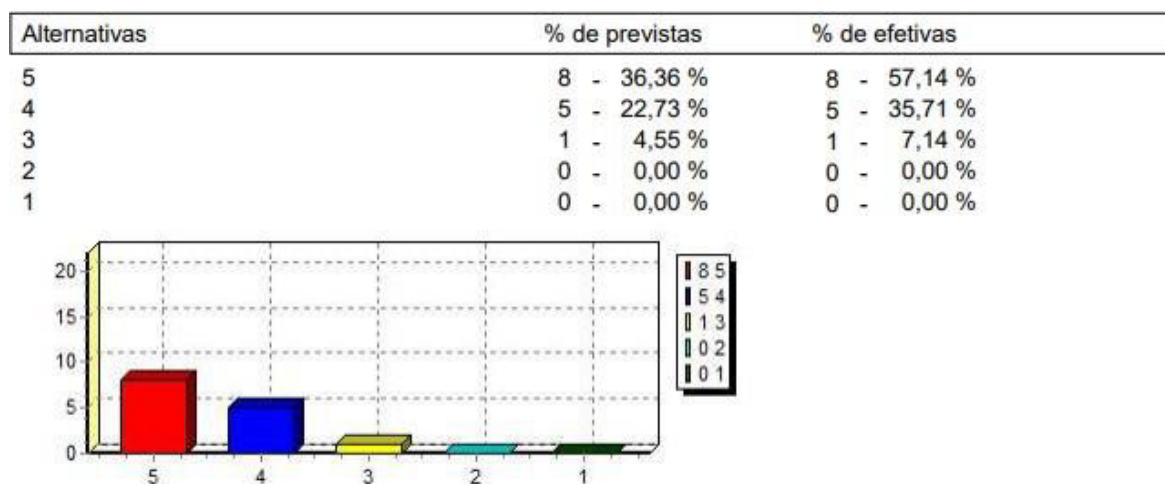 Alternativas % de previstas % de efetivas
5 8 - 36,36 % 8 - 57,14 %
4 5 - 22,73 % 5 - 35,71 %
3 1 - 4,55 % 1 - 7,14 %
2 0 - 0,00 % 0 - 0,00 %
1 0 - 0,00 % 0 - 0,00 %
20
15
10
5
0
5 4 3 2 1
8 5
5 4
1 3
0 2
0 1